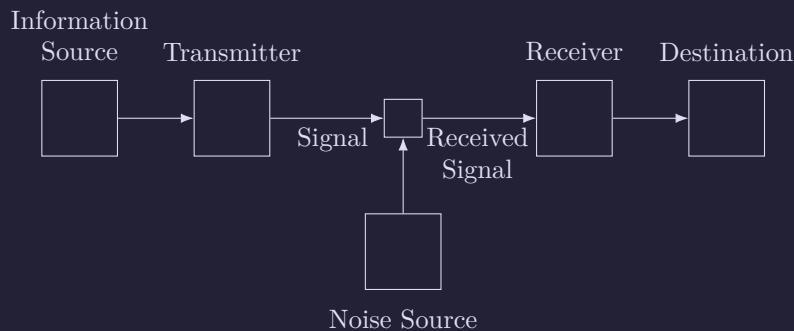 Information
Source
Transmitter
Receiver
Destination
Signal
Received
Signal
Noise Source